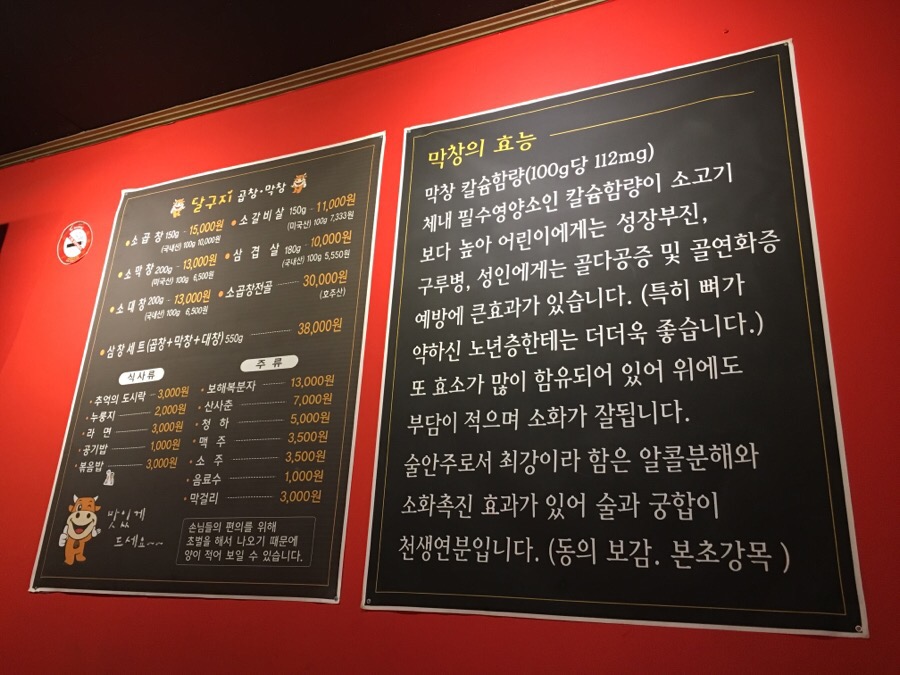 달구지 곱창·막창
• 소 곱 창 150g - 15,000원
(국내산) 100g 10,000원
• 소 갈 비 살 150g - 11,000원
(미국산) 100g 7,333원
• 소 막 창 200g - 13,000원
(미국산) 100g 6,500원
• 삼 겹 살 180g - 10,000원
(국내산) 100g 5,550원
• 소 대 창 200g - 13,000원
(국내산) 100g 6,500원
• 소곱창전골 30,000원
(호주산)
• 삼창세트(곱창+막창+대창) 550g 38,000원
식 사 류
• 추억의 도시락 3,000원
• 누룽지 2,000원
• 라 면 3,000원
• 공기밥 1,000원
• 볶음밥 3,000원
주 류
• 보해복분자 13,000원
• 산사춘 7,000원
• 청 하 5,000원
• 맥 주 3,500원
• 소 주 3,500원
• 음료수 1,000원
• 막걸리 3,000원
맛있게
드세요~~
손님들의 편의를 위해
초벌을 해서 나오기 때문에
양이 적어 보일 수 있습니다.
막창의 효능
막창 칼슘함량(100g당 112mg)
체내 필수영양소인 칼슘함량이 소고기
보다 높아 어린이에게는 성장부진,
구루병, 성인에게는 골다공증 및 골연화증
예방에 큰효과가 있습니다. (특히 뼈가
약하신 노년층한테는 더더욱 좋습니다.)
또 효소가 많이 함유되어 있어 위에도
부담이 적으며 소화가 잘됩니다.
술안주로서 최강이라 함은 알콜분해와
소화촉진 효과가 있어 술과 궁합이
천생연분입니다. (동의 보감. 본초강목 )